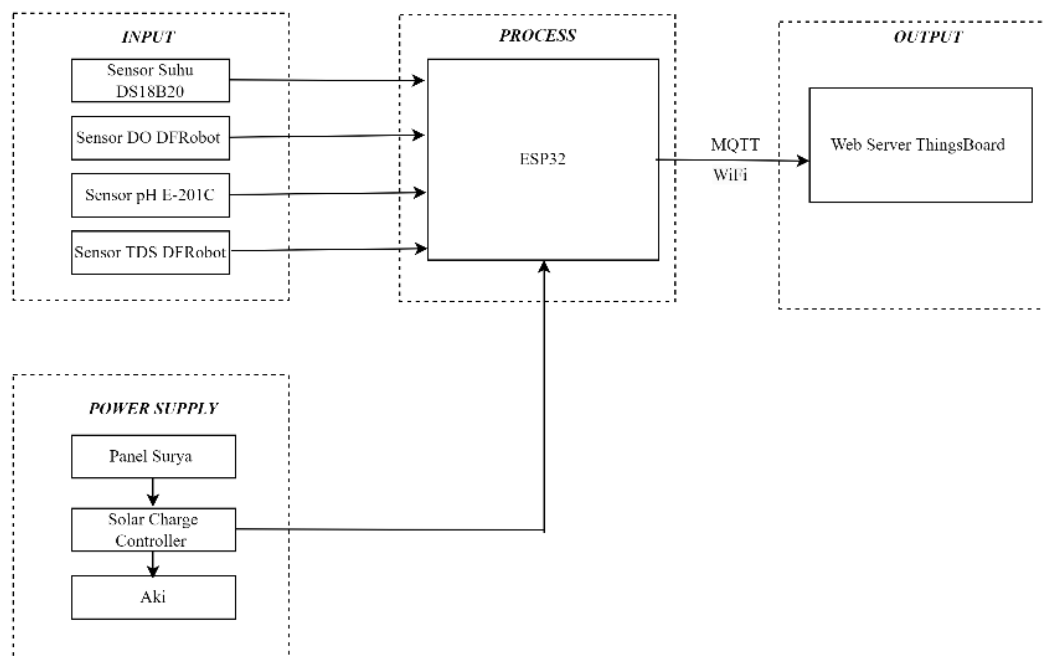 INPUT
Sensor Suhu
DS18B20
Sensor DO DFRobot
Sensor pH E-201C
Sensor TDS DFRobot
PROCESS
ESP32
MQTT
WiFi
OUTPUT
Web Server ThingsBoard
POWER SUPPLY
Panel Surya
Solar Charge
Controller
Aki